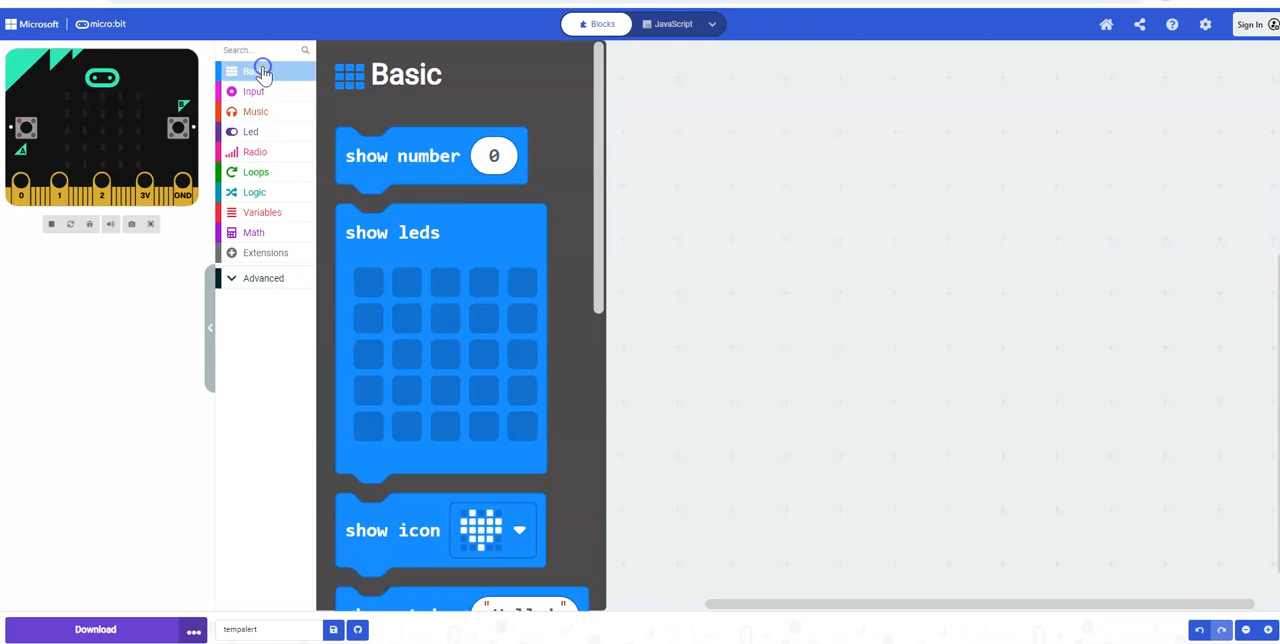 Microsoft
micro:bit
Blocks
JavaScript
Sign In
Search...
Basic
Input
Music
Led
Radio
Loops
Logic
Variables
Math
Extensions
Advanced
B
A
0 1 2 3V GND
Basic
show number 0
show leds
show icon
Download
tempalert